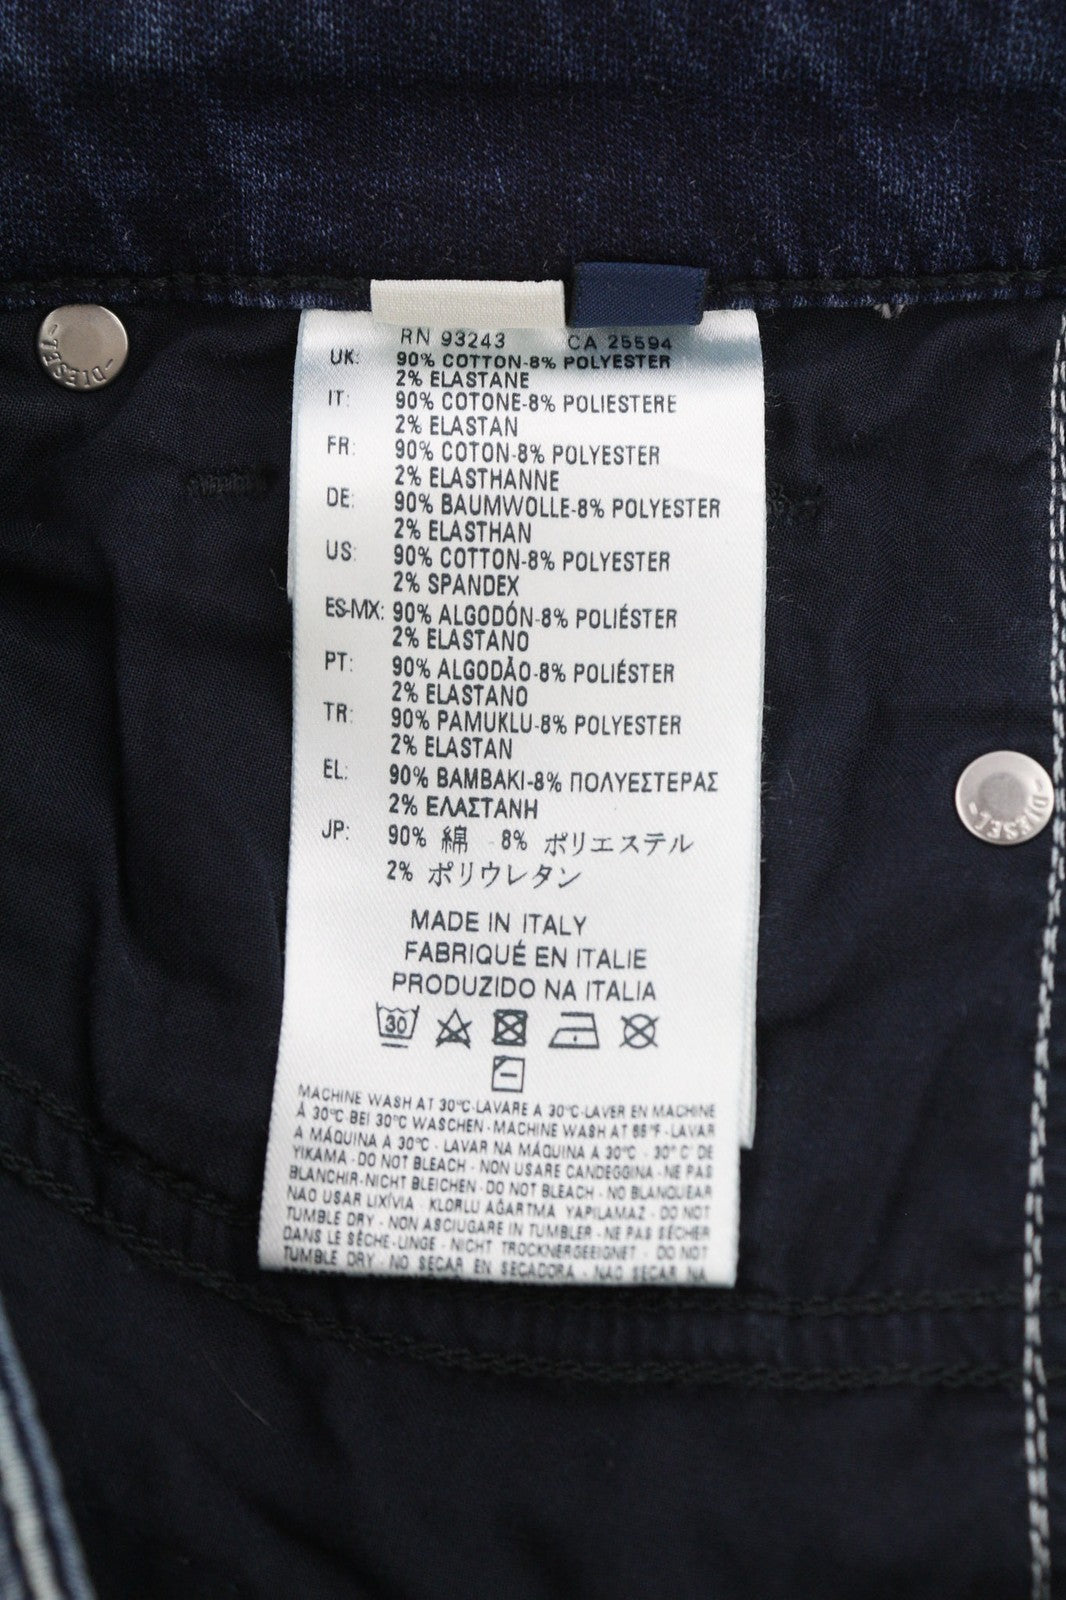 RN 93243 CA 25594
UK: 90% COTTON-8% POLYESTER
2% ELASTANE
IT: 90% COTONE-8% POLIESTERE
2% ELASTAN
FR: 90% COTON-8% POLYESTER
2% ELASTHANNE
DE: 90% BAUMWOLLE-8% POLYESTER
2% ELASTHAN
US: 90% COTTON-8% POLYESTER
2% SPANDEX
ES-MX: 90% ALGODÓN-8% POLIÉSTER
2% ELASTANO
PT: 90% ALGODÃO-8% POLIÉSTER
2% ELASTANO
TR: 90% PAMUKLU-8% POLYESTER
2% ELASTAN
EL: 90% ΒΑΜΒΑΚΙ-8% ΠΟΛΥΕΣΤΕΡΑΣ
2% ΕΛΑΣΤΑΝΗ
JP: 90% 綿 -8% ポリエステル
2% ポリウレタン
MADE IN ITALY
FABRIQUÉ EN ITALIE
PRODUZIDO NA ITALIA
30
MACHINE WASH AT 30°C-LAVARE A 30°C-LAVER EN MACHINE
À 30°C-BEI 30°C WASCHEN-MACHINE WASH AT 86°F-LAVAR
A MÁQUINA A 30°C - LAVAR NA MÁQUINA A 30°C - 30°C'DE
YIKAMA - DO NOT BLEACH - NON USARE CANDEGGINA - NE PAS
BLANCHIR-NICHT BLEICHEN-DO NOT BLEACH - NO BLANQUEAR
NAO USAR LIXÍVIA - KLORLU AĞARTMA YAPILAMAZ - DO NOT
TUMBLE DRY - NON ASCIUGARE IN TUMBLER - NE PAS SÉCHER
DANS LE SÈCHE-LINGE - NICHT TROCKNERGEEIGNET - DO NOT
TUMBLE DRY - NO SECAR EN SECADORA - NAO SECAR NA
-DIESEL-
-DIESEL-